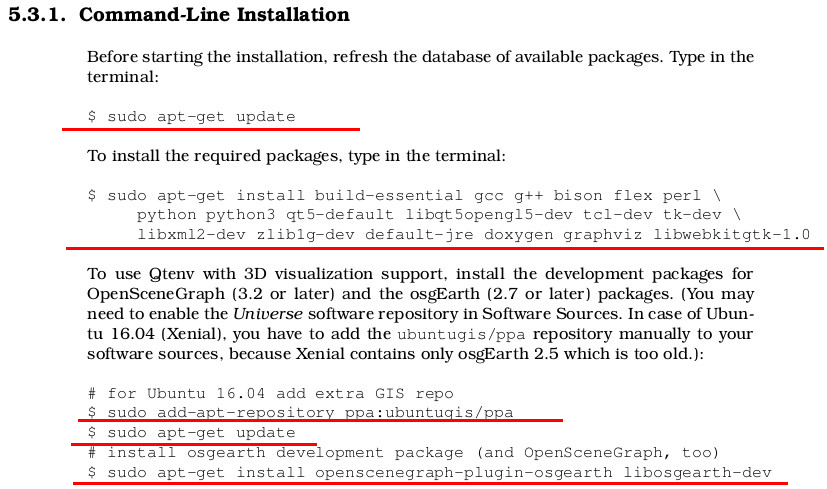 5.3.1. Command-Line Installation
Before starting the installation, refresh the database of available packages. Type in the
terminal:
$ sudo apt-get update
To install the required packages, type in the terminal:
$ sudo apt-get install build-essential gcc g++ bison flex perl \
python python3 qt5-default libqt5opengl5-dev tcl-dev tk-dev \
libxml2-dev zlib1g-dev default-jre doxygen graphviz libwebkitgtk-1.0
To use Qtenv with 3D visualization support, install the development packages for
OpenSceneGraph (3.2 or later) and the osgEarth (2.7 or later) packages. (You may
need to enable the Universe software repository in Software Sources. In case of Ubun-
tu 16.04 (Xenial), you have to add the ubuntugis/ppa repository manually to your
software sources, because Xenial contains only osgEarth 2.5 which is too old.):
# for Ubuntu 16.04 add extra GIS repo
$ sudo add-apt-repository ppa:ubuntugis/ppa
$ sudo apt-get update
# install osgearth development package (and OpenSceneGraph, too)
$ sudo apt-get install openscenegraph-plugin-osgearth libosgearth-dev